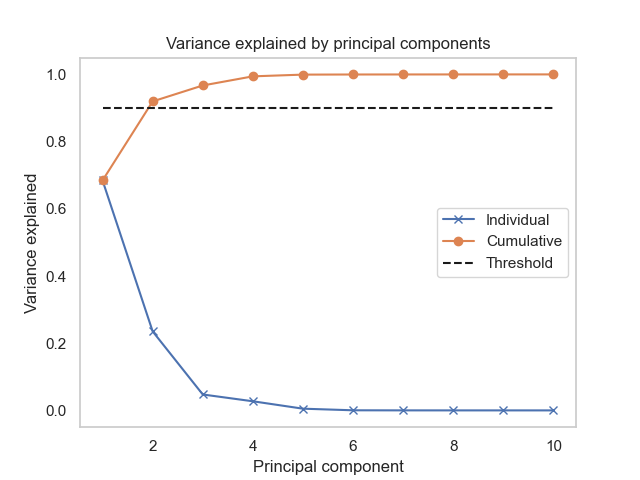 Variance explained by principal components
1.0
0.8
0.6
0.4
0.2
0.0
Variance explained
Individual
Cumulative
Threshold
2
4
6
8
10
Principal component